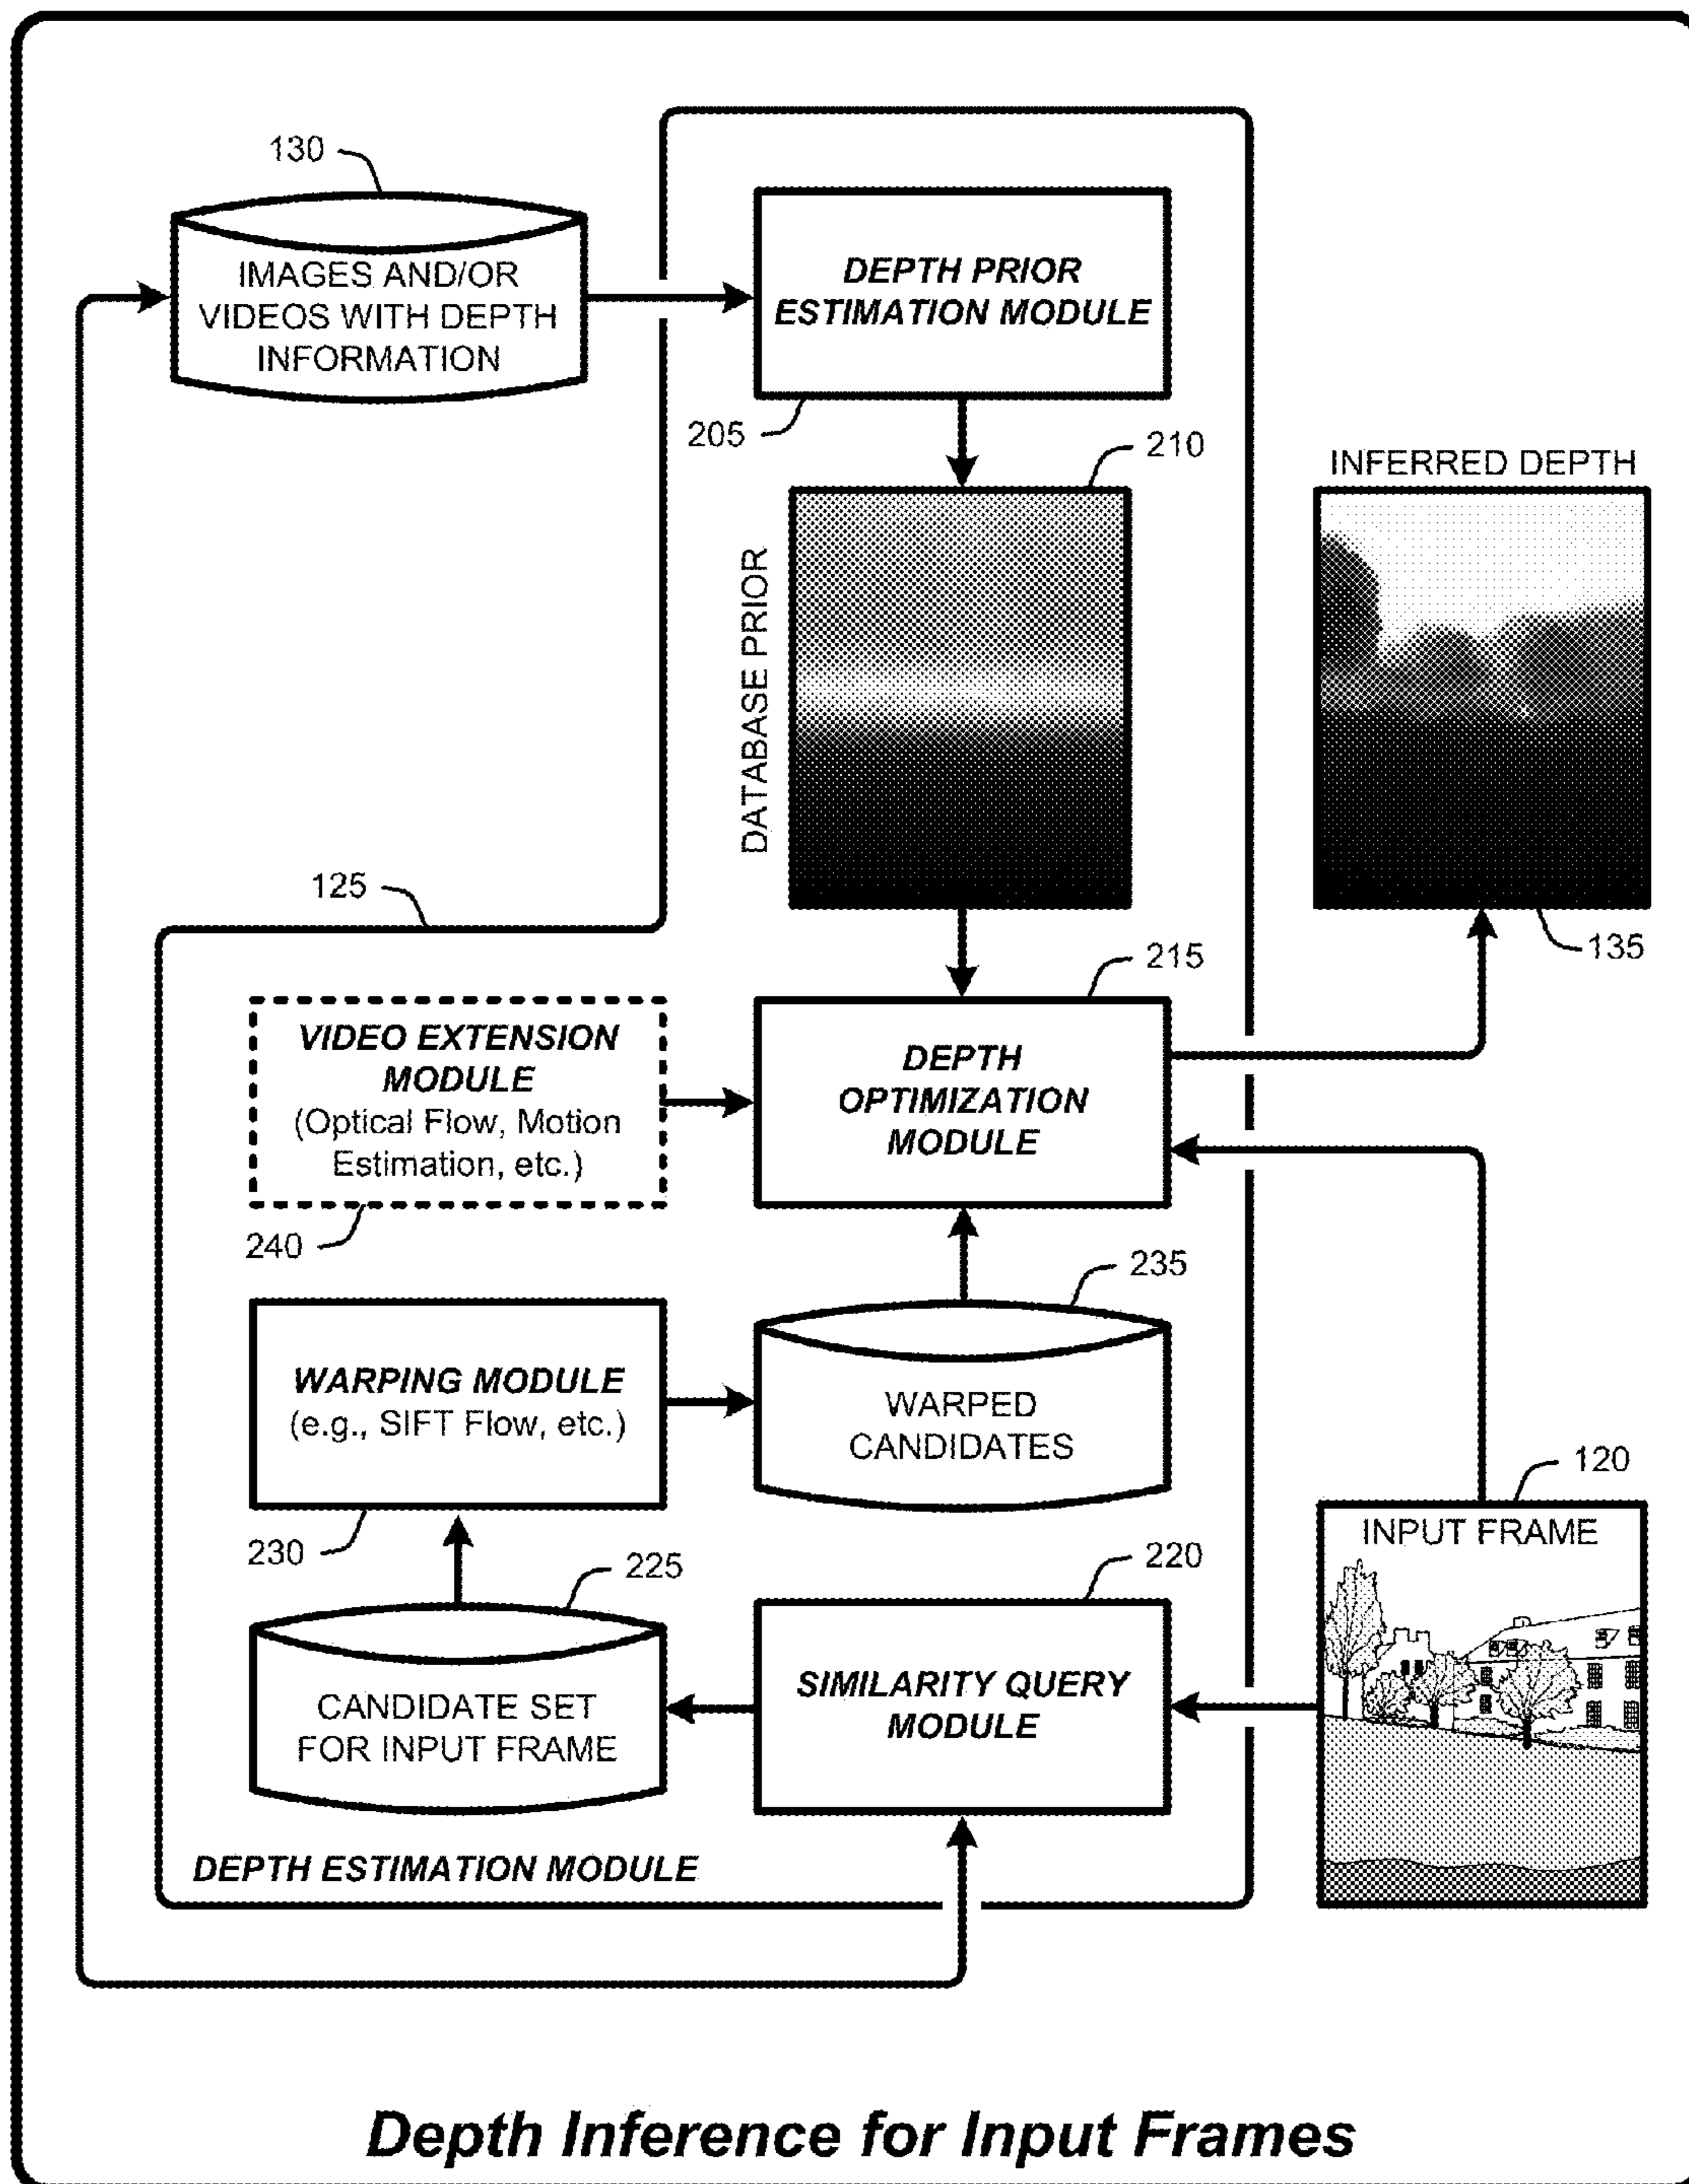 130
IMAGES AND/OR
VIDEOS WITH DEPTH
INFORMATION
DEPTH PRIOR
ESTIMATION MODULE
205
210
DATABASE PRIOR
INFERRED DEPTH
135
125
215
VIDEO EXTENSION
MODULE
(Optical Flow, Motion
Estimation, etc.)
240
DEPTH
OPTIMIZATION
MODULE
235
WARPING MODULE
(e.g., SIFT Flow, etc.)
230
WARPED
CANDIDATES
120
INPUT FRAME
225
CANDIDATE SET
FOR INPUT FRAME
220
SIMILARITY QUERY
MODULE
DEPTH ESTIMATION MODULE
Depth Inference for Input Frames